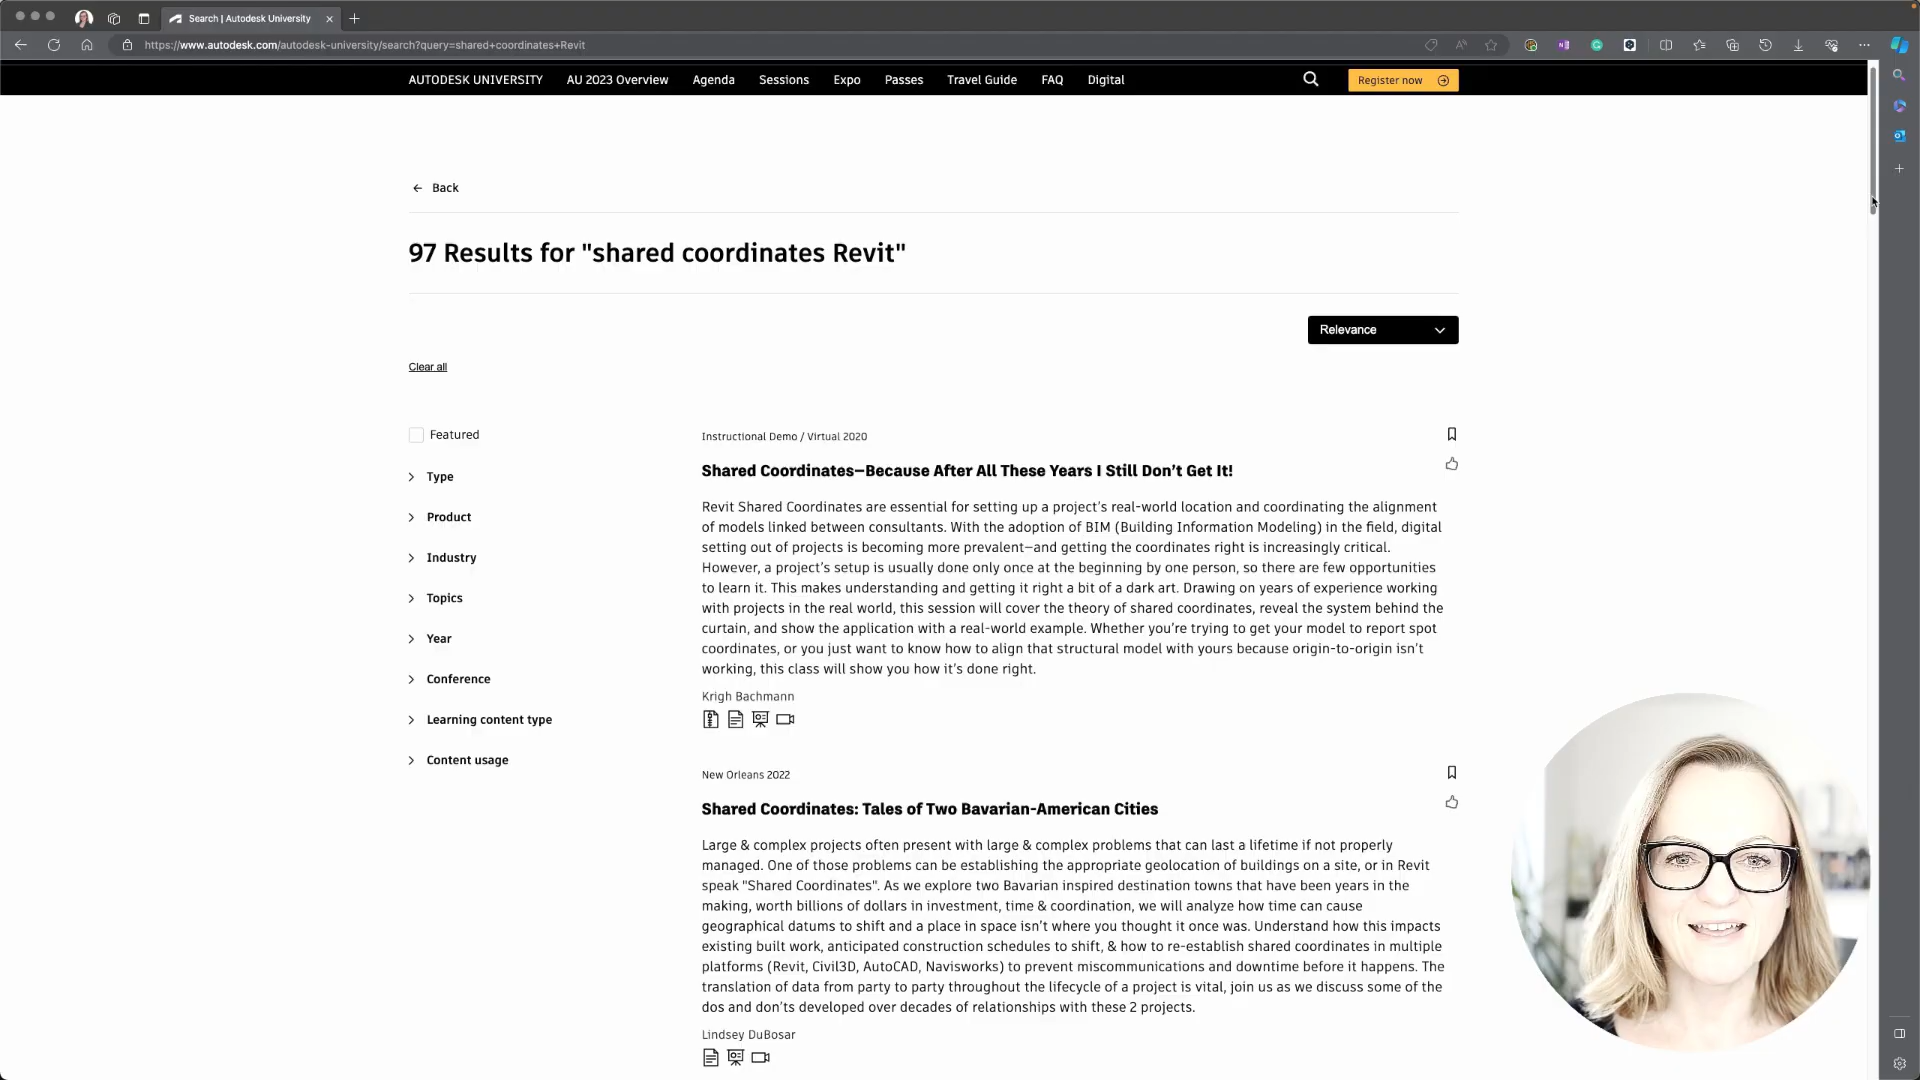 Search | Autodesk University
https://www.autodesk.com/autodesk-university/search?query=shared+coordinates+Revit
AUTODESK UNIVERSITY AU 2023 Overview Agenda Sessions Expo Passes Travel Guide FAQ Digital Register now
Back
97 Results for "shared coordinates Revit"
Relevance
Clear all
Featured
Type
Product
Industry
Topics
Year
Conference
Learning content type
Content usage
Instructional Demo / Virtual 2020
Shared Coordinates—Because After All These Years I Still Don’t Get It!
Revit Shared Coordinates are essential for setting up a project’s real-world location and coordinating the alignment
of models linked between consultants. With the adoption of BIM (Building Information Modeling) in the field, digital
setting out of projects is becoming more prevalent—and getting the coordinates right is increasingly critical.
However, a project’s setup is usually done only once at the beginning by one person, so there are few opportunities
to learn it. This makes understanding and getting it right a bit of a dark art. Drawing on years of experience working
with projects in the real world, this session will cover the theory of shared coordinates, reveal the system behind the
curtain, and show the application with a real-world example. Whether you’re trying to get your model to report spot
coordinates, or you just want to know how to align that structural model with yours because origin-to-origin isn’t
working, this class will show you how it’s done right.
Krigh Bachmann
New Orleans 2022
Shared Coordinates: Tales of Two Bavarian-American Cities
Large & complex projects often present with large & complex problems that can last a lifetime if not properly
managed. One of those problems can be establishing the appropriate geolocation of buildings on a site, or in Revit
speak "Shared Coordinates". As we explore two Bavarian inspired destination towns that have been years in the
making, worth billions of dollars in investment, time & coordination, we will analyze how time can cause
geographical datums to shift and a place in space isn’t where you thought it once was. Understand how this impacts
existing built work, anticipated construction schedules to shift, & how to re-establish shared coordinates in multiple
platforms (Revit, Civil3D, AutoCAD, Navisworks) to prevent miscommunications and downtime before it happens. The
translation of data from party to party throughout the lifecycle of a project is vital, join us as we discuss some of the
dos and don’ts developed over decades of relationships with these 2 projects.
Lindsey DuBosar